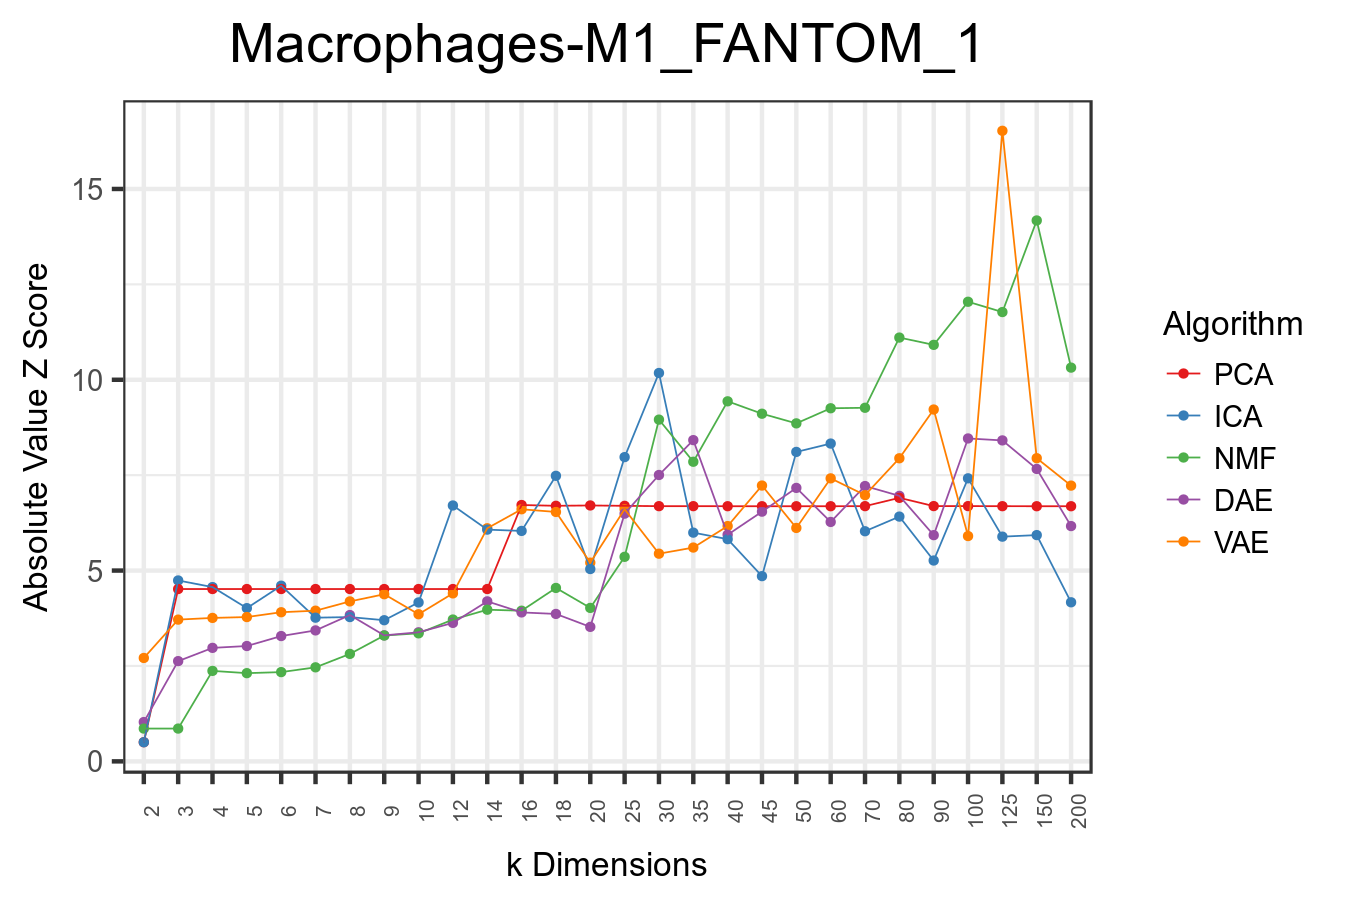 Macrophages-M1_FANTOM_1
Absolute Value Z Score
15
10
5
0
2 3 4 5 6 7 8 9 10 12 14 16 18 20 25 30 35 40 45 50 60 70 80 90 100 125 150 200
k Dimensions
Algorithm
PCA
ICA
NMF
DAE
VAE